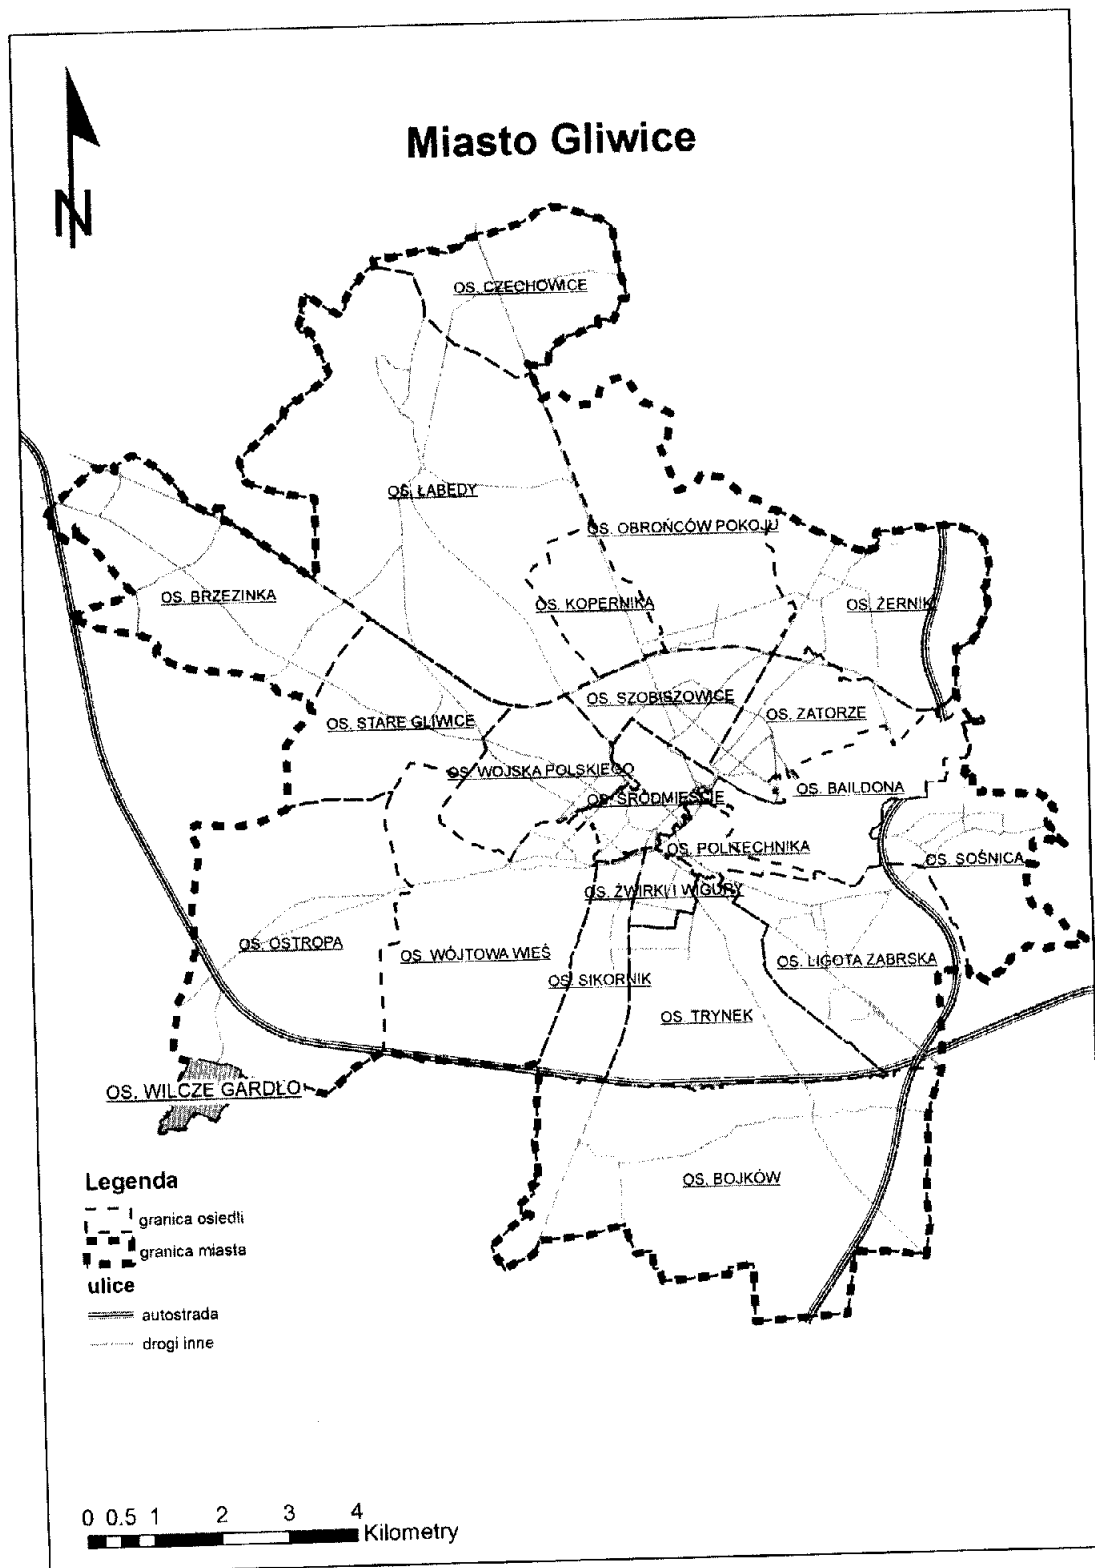 Miasto Gliwice
N
OS. CZECHOWICE
OS. ŁABĘDY
OS. OBROŃCÓW POKOJU
OS. BRZEZINKA
OS. KOPERNIKA
OS. ŻERNIKI
OS. SZOBISZOWICE
OS. STARE GLIWICE
OS. ZATORZE
OS. WOJSKA POLSKIEGO
OS. ŚRÓDMIEŚCIE
OS. BAILDONA
OS. POLITECHNIKA
OS. SOŚNICA
OS. ŻWIRKI I WIGURY
OS. OSTROPA
OS. WÓJTOWA WIEŚ
OS. SIKORNIK
OS. LIGOTA ZABRSKA
OS. TRYNEK
OS. WILCZE GARDŁO
OS. BOJKÓW
Legenda
granica osiedli
granica miasta
ulice
autostrada
drogi inne
0 0.5 1 2 3 4
Kilometry